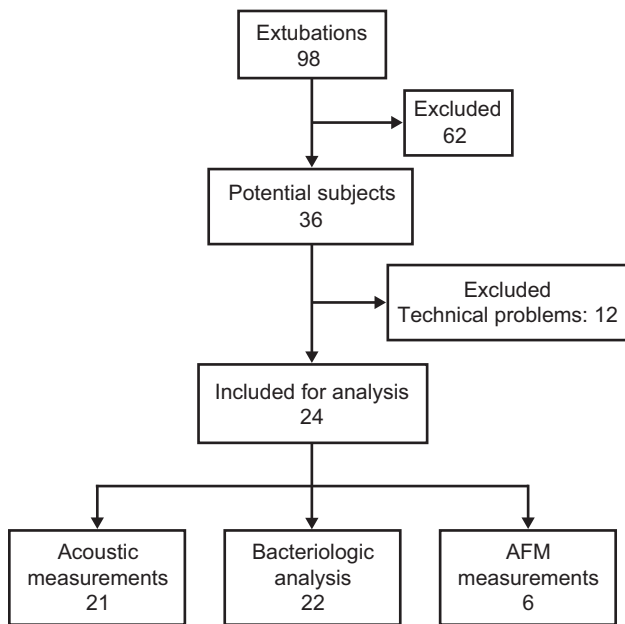 Extubations
98
Excluded
62
Potential subjects
36
Excluded
Technical problems: 12
Included for analysis
24
Acoustic
measurements
21
Bacteriologic
analysis
22
AFM
measurements
6